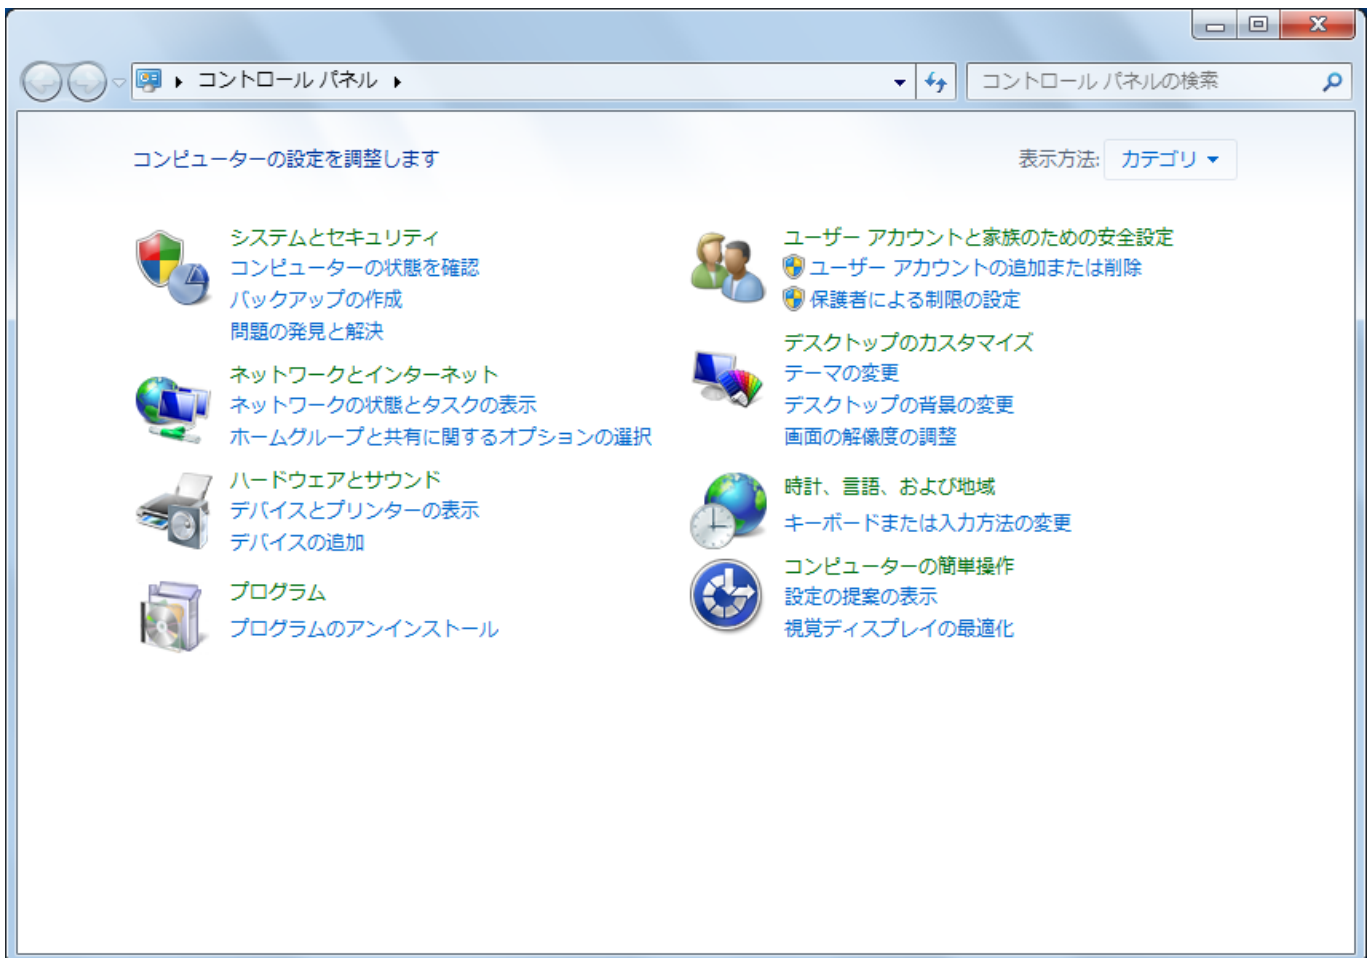 コントロール パネル
コントロール パネルの検索
コンピューターの設定を調整します
表示方法: カテゴリ
システムとセキュリティ
コンピューターの状態を確認
バックアップの作成
問題の発見と解決
ネットワークとインターネット
ネットワークの状態とタスクの表示
ホームグループと共有に関するオプションの選択
ハードウェアとサウンド
デバイスとプリンターの表示
デバイスの追加
プログラム
プログラムのアンインストール
ユーザー アカウントと家族のための安全設定
ユーザー アカウントの追加または削除
保護者による制限の設定
デスクトップのカスタマイズ
テーマの変更
デスクトップの背景の変更
画面の解像度の調整
時計、言語、および地域
キーボードまたは入力方法の変更
コンピューターの簡単操作
設定の提案の表示
視覚ディスプレイの最適化